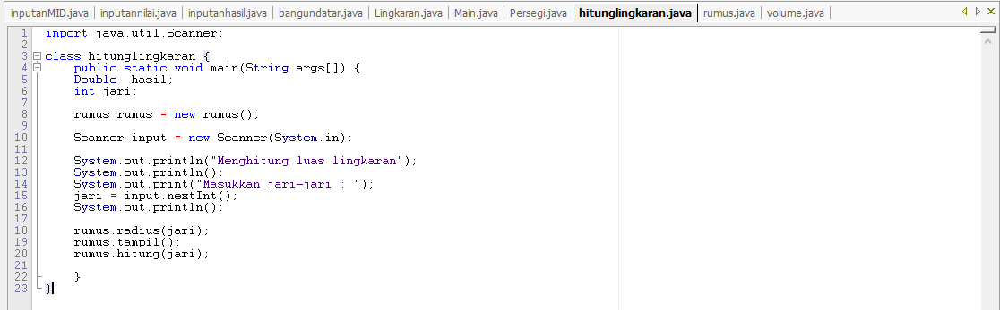 inputanMID.java inputannilai.java inputanhasil.java bangundatar.java Lingkaran.java Main.java Persegi.java hitunglingkaran.java rumus.java volume.java
1 import java.util.Scanner;
2
3 class hitunglingkaran {
4 public static void main(String args[]) {
5 Double  hasil;
6 int jari;
7
8 rumus rumus = new rumus();
9
10 Scanner input = new Scanner(System.in);
11
12 System.out.println("Menghitung luas lingkaran");
13 System.out.println();
14 System.out.print("Masukkan jari-jari : ");
15 jari = input.nextInt();
16 System.out.println();
17
18 rumus.radius(jari);
19 rumus.tampil();
20 rumus.hitung(jari);
21
22 }
23 }